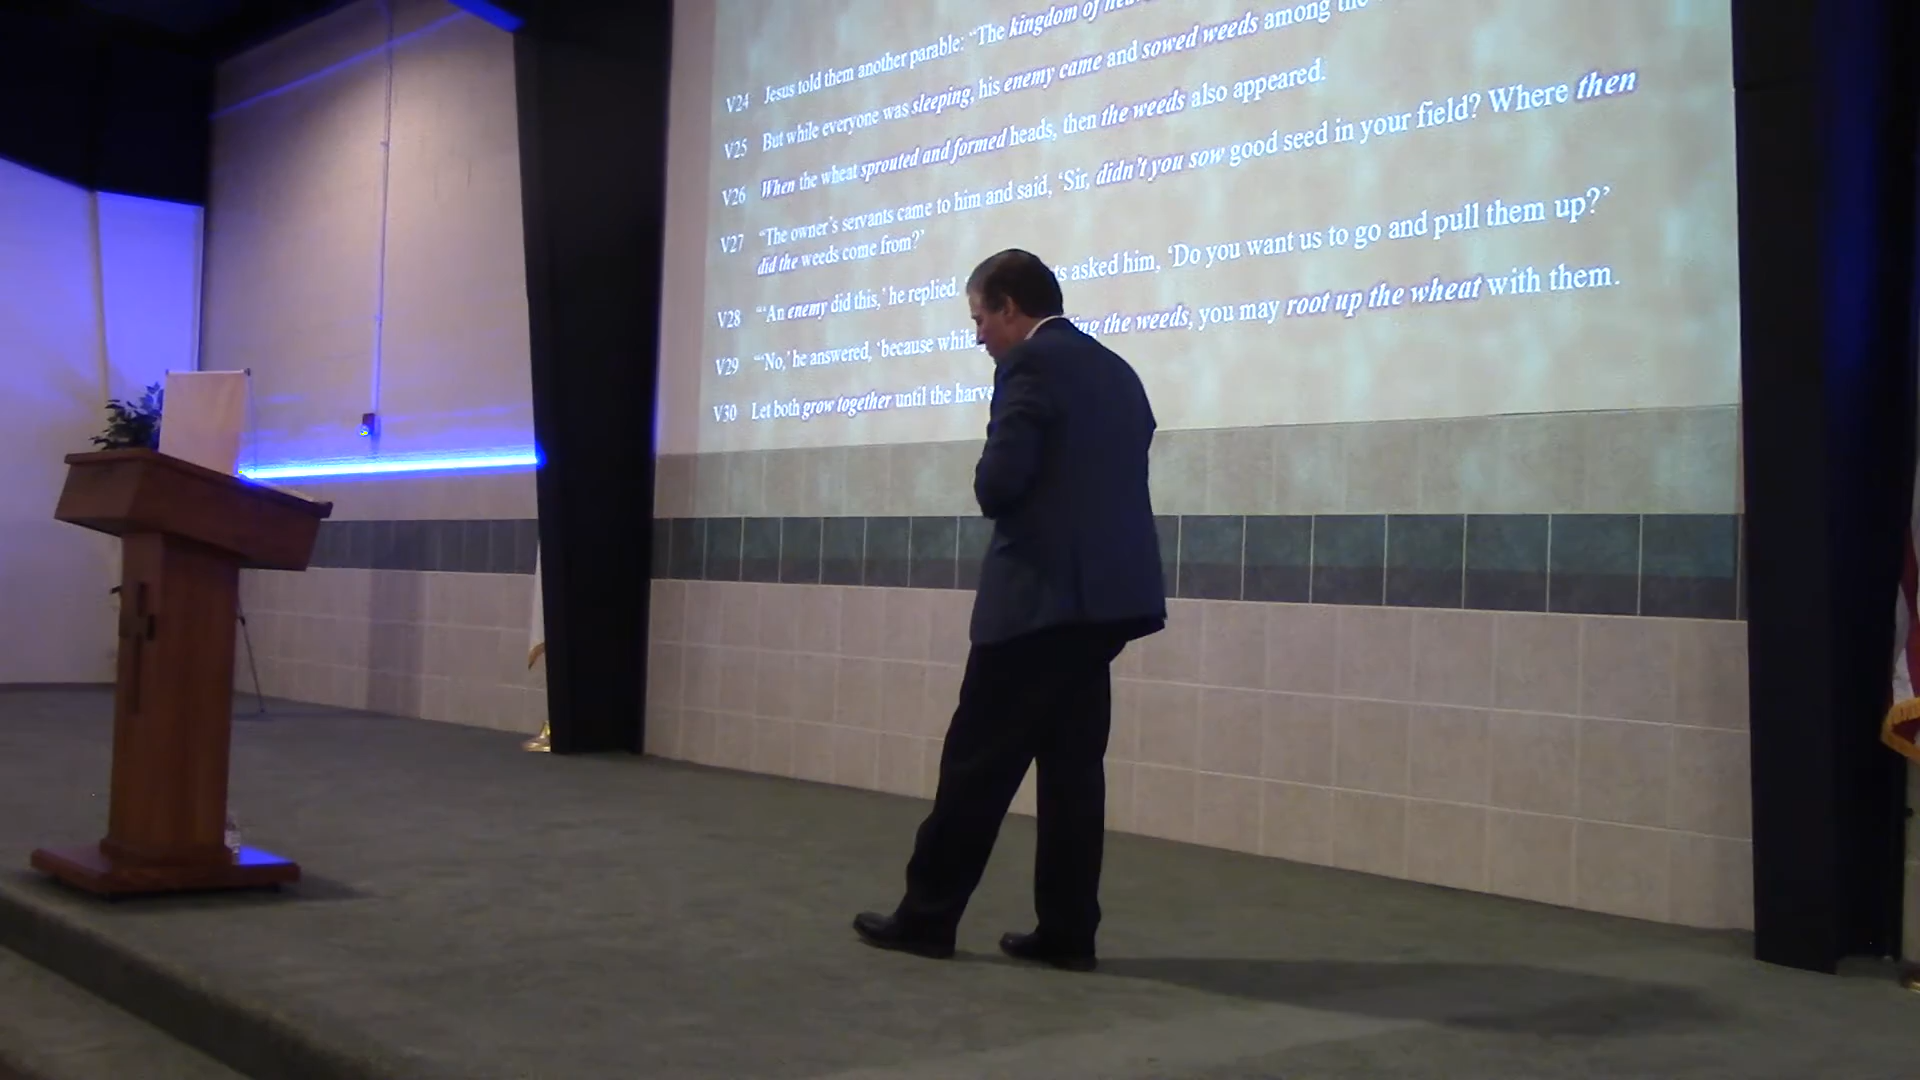 V24 Jesus told them another parable: “The kingdom of
V25 But while everyone was sleeping, his enemy came and sowed weeds among the
V26 When the wheat sprouted and formed heads, then the weeds also appeared.
V27 “The owner’s servants came to him and said, ‘Sir, didn’t you sow good seed in your field? Where then
did the weeds come from?’
V28 “‘An enemy did this,’ he replied. asked him, ‘Do you want us to go and pull them up?’
V29 “‘No,’ he answered, ‘because while the weeds, you may root up the wheat with them.
V30 Let both grow together until the